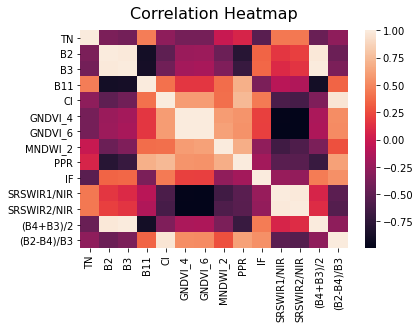 Correlation Heatmap
TN
B2
B3
B11
CI
GNDVI_4
GNDVI_6
MNDWI_2
PPR
IF
SRSWIR1/NIR
SRSWIR2/NIR
(B4+B3)/2
(B2-B4)/B3
TN
B2
B3
B11
CI
GNDVI_4
GNDVI_6
MNDWI_2
PPR
IF
SRSWIR1/NIR
SRSWIR2/NIR
(B4+B3)/2
(B2-B4)/B3
1.00
0.75
0.50
0.25
0.00
−0.25
−0.50
−0.75